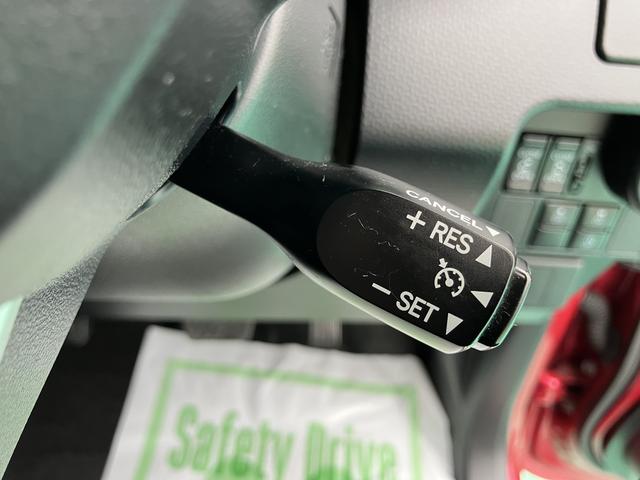 CANCEL▼
+ RES ▲
− SET ▼
Safety Drive